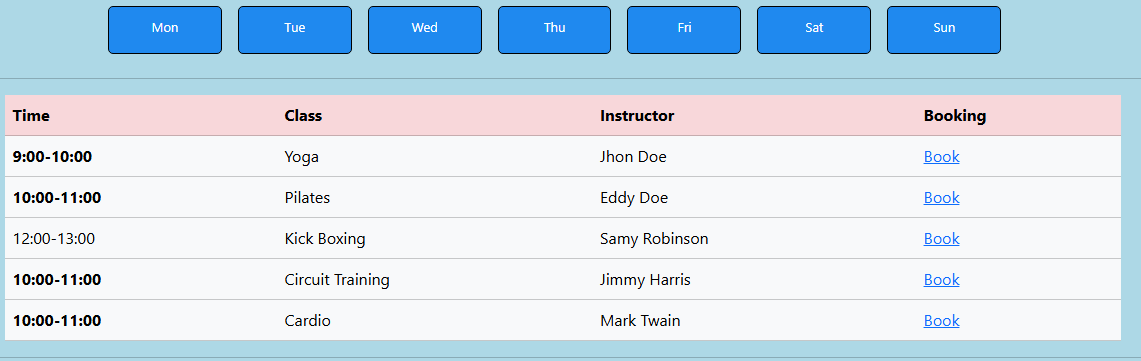 Mon Tue Wed Thu Fri Sat Sun
Time Class Instructor Booking
9:00-10:00 Yoga Jhon Doe Book
10:00-11:00 Pilates Eddy Doe Book
12:00-13:00 Kick Boxing Samy Robinson Book
10:00-11:00 Circuit Training Jimmy Harris Book
10:00-11:00 Cardio Mark Twain Book